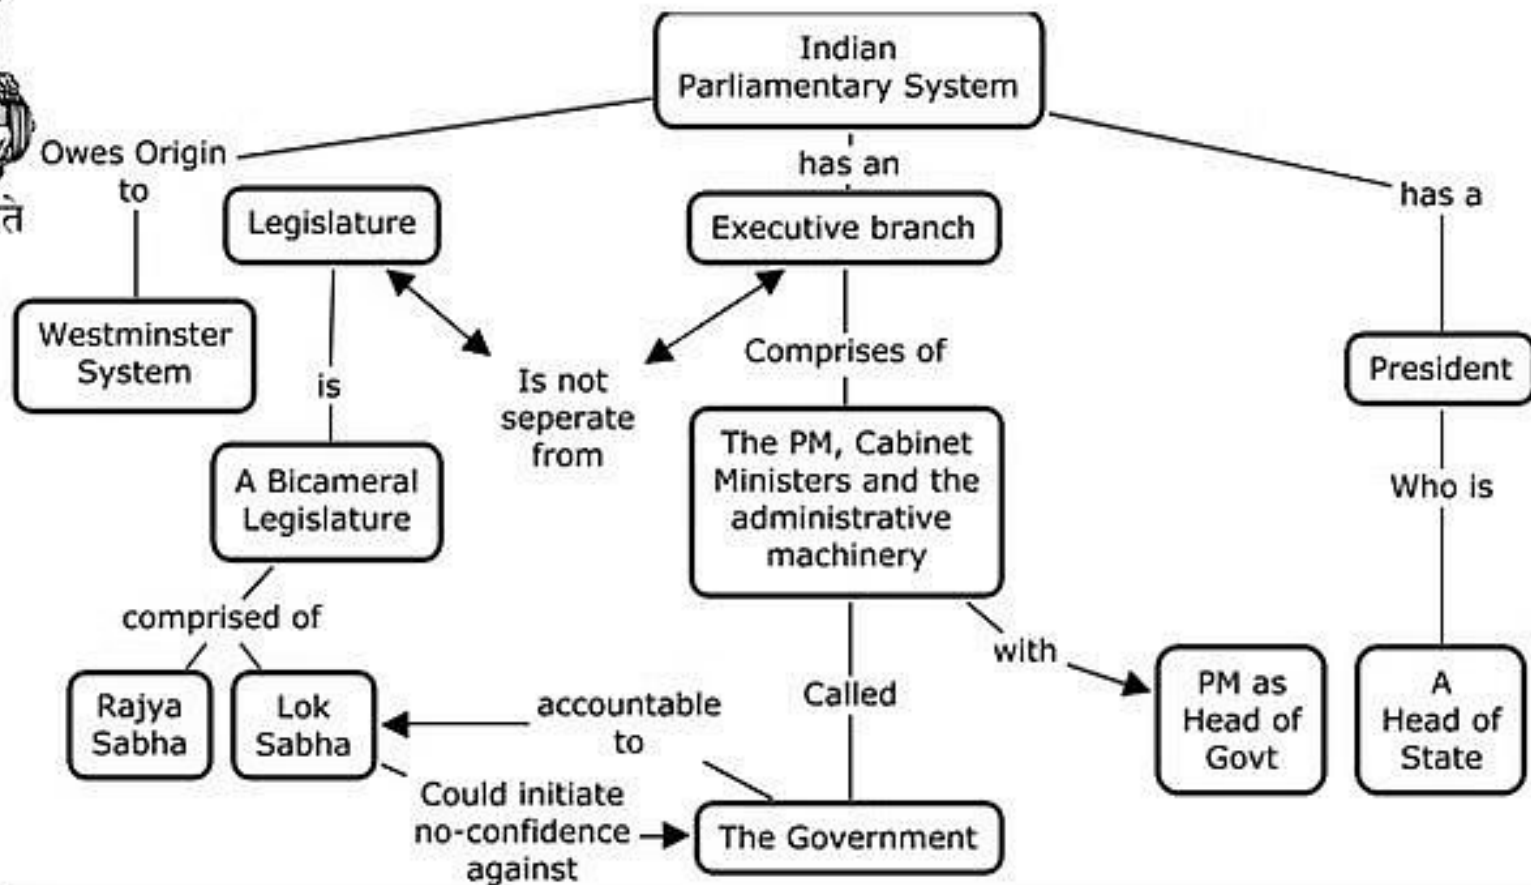 Indian
Parliamentary System
Owes Origin
to
has an
has a
Legislature
Executive branch
Westminster
System
is
Is not
seperate
from
Comprises of
President
A Bicameral
Legislature
The PM, Cabinet
Ministers and the
administrative
machinery
Who is
comprised of
with
Rajya
Sabha
Lok
Sabha
accountable
to
Called
PM as
Head of
Govt
A
Head of
State
Could initiate
no-confidence
against
The Government